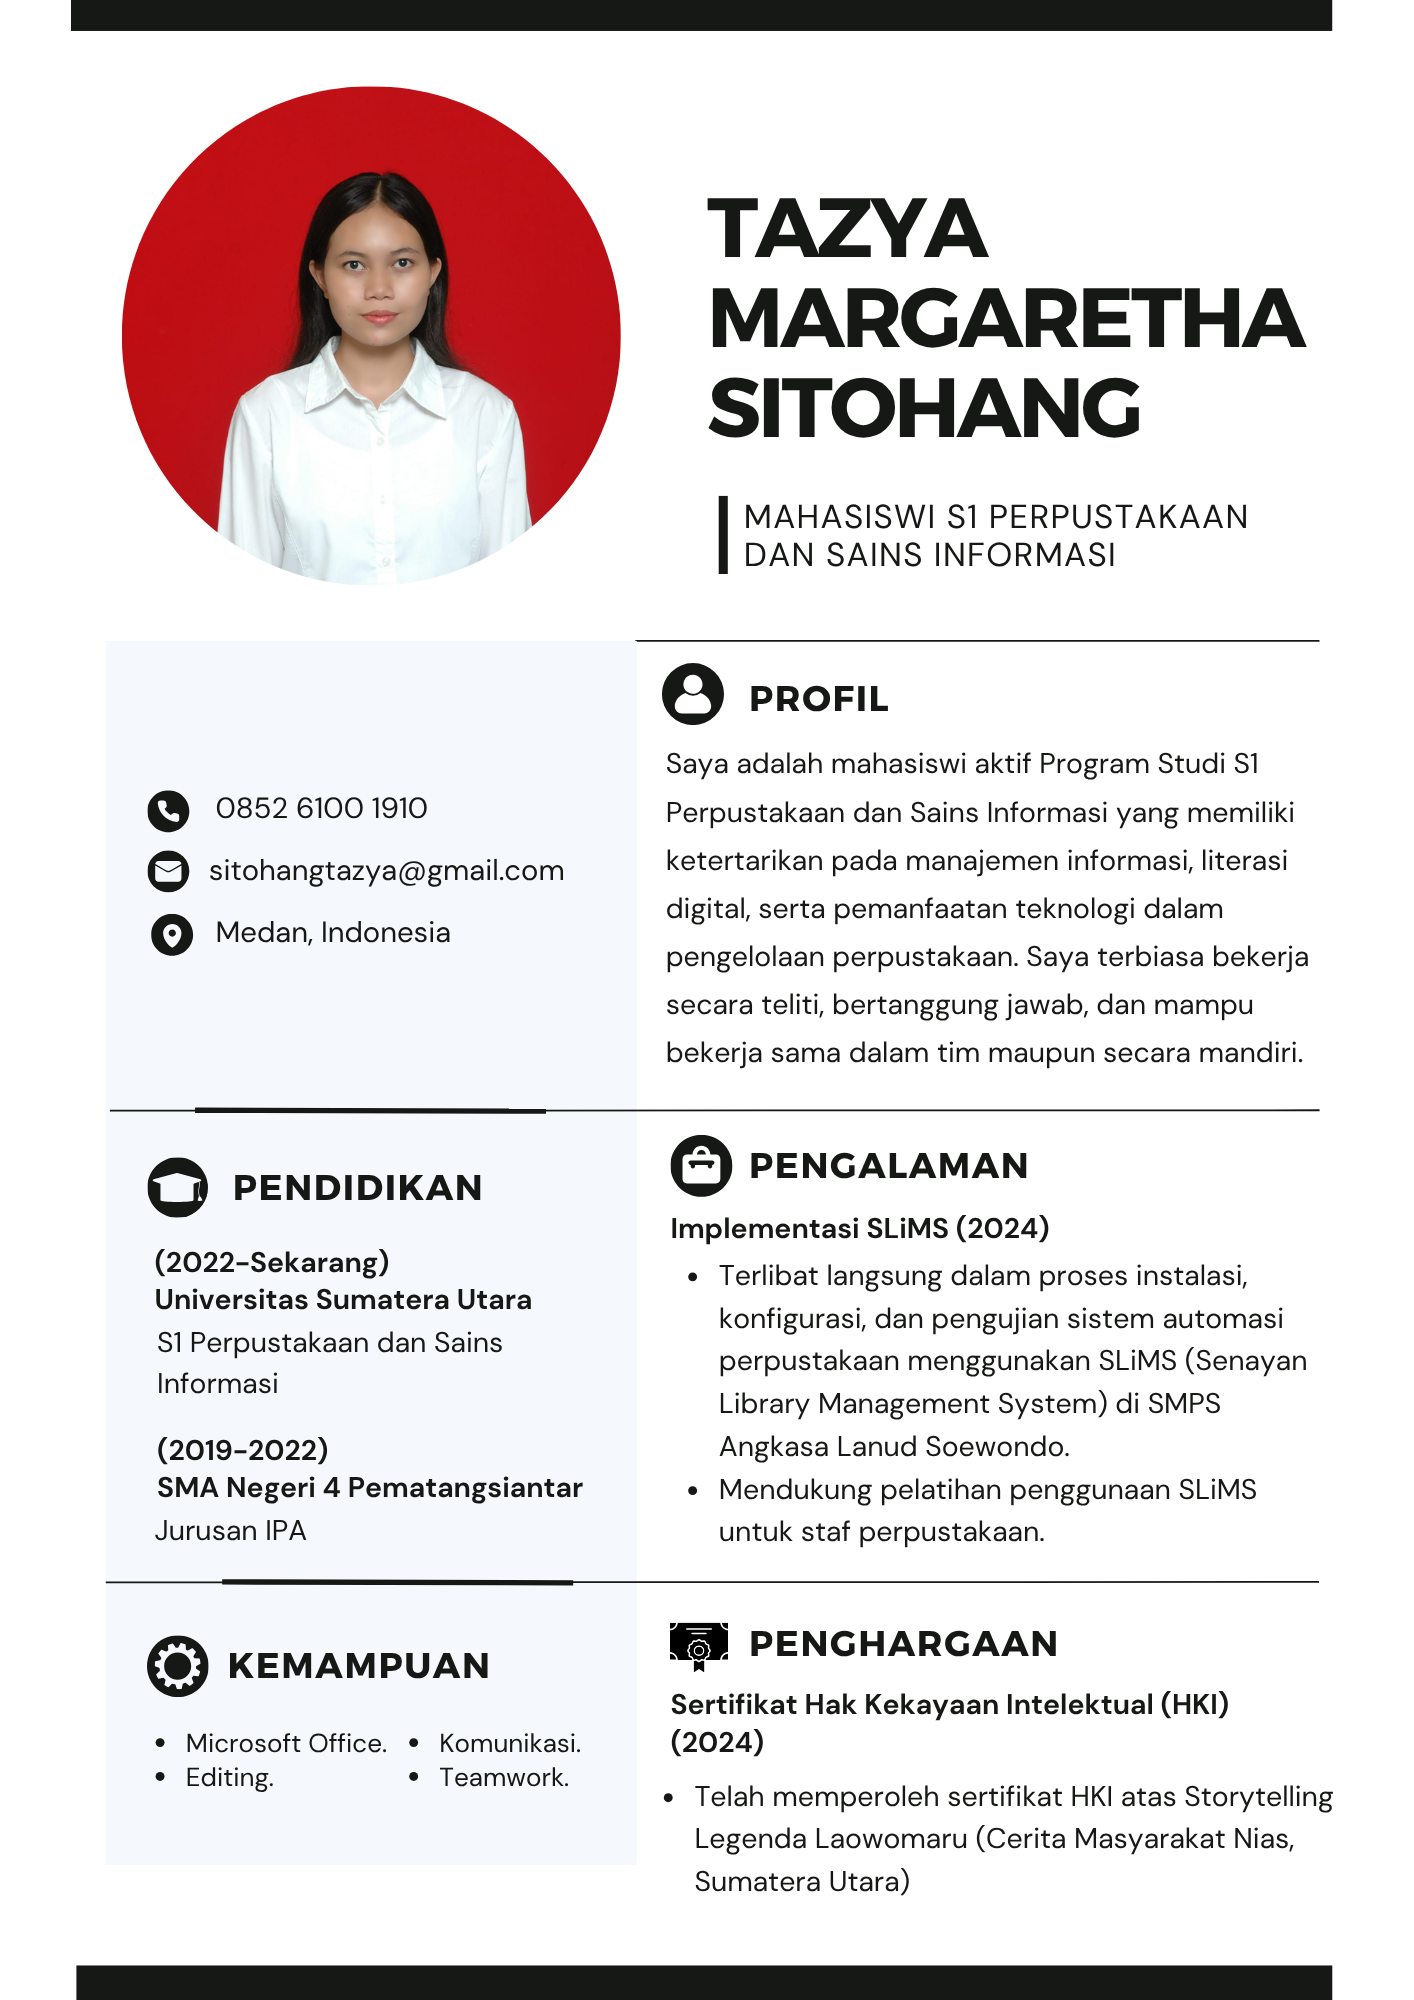 TAZYA
MARGARETHA
SITOHANG
MAHASISWI S1 PERPUSTAKAAN
DAN SAINS INFORMASI
0852 6100 1910
sitohangtazya@gmail.com
Medan, Indonesia
PROFIL
Saya adalah mahasiswi aktif Program Studi S1
Perpustakaan dan Sains Informasi yang memiliki
ketertarikan pada manajemen informasi, literasi
digital, serta pemanfaatan teknologi dalam
pengelolaan perpustakaan. Saya terbiasa bekerja
secara teliti, bertanggung jawab, dan mampu
bekerja sama dalam tim maupun secara mandiri.
PENDIDIKAN
(2022-Sekarang)
Universitas Sumatera Utara
S1 Perpustakaan dan Sains
Informasi
(2019-2022)
SMA Negeri 4 Pematangsiantar
Jurusan IPA
PENGALAMAN
Implementasi SLiMS (2024)
• Terlibat langsung dalam proses instalasi,
konfigurasi, dan pengujian sistem automasi
perpustakaan menggunakan SLiMS (Senayan
Library Management System) di SMPS
Angkasa Lanud Soewondo.
• Mendukung pelatihan penggunaan SLiMS
untuk staf perpustakaan.
KEMAMPUAN
• Microsoft Office.
• Editing.
• Komunikasi.
• Teamwork.
PENGHARGAAN
Sertifikat Hak Kekayaan Intelektual (HKI)
(2024)
• Telah memperoleh sertifikat HKI atas Storytelling
Legenda Laowomaru (Cerita Masyarakat Nias,
Sumatera Utara)